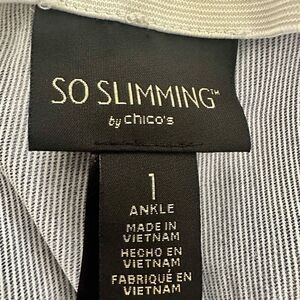 SO SLIMMING™
by chico's
1
ANKLE
MADE IN
VIETNAM
HECHO EN
VIETNAM
FABRIQUÉ EN
VIETNAM